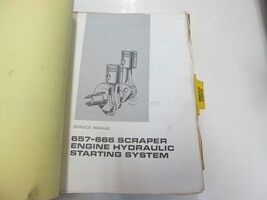 SERVICE MANUAL
657-666 SCRAPER
ENGINE HYDRAULIC
STARTING SYSTEM